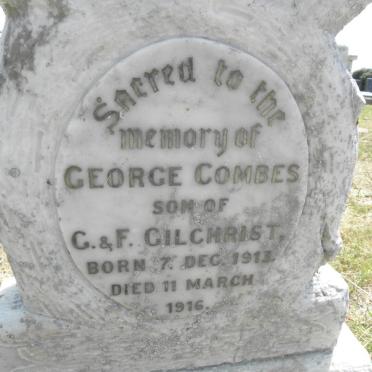 Sacred to the
memory of
GEORGE COMBES
SON OF
G. & F. GILCHRIST.
BORN 7. DEC. 1913.
DIED 11 MARCH
1916.